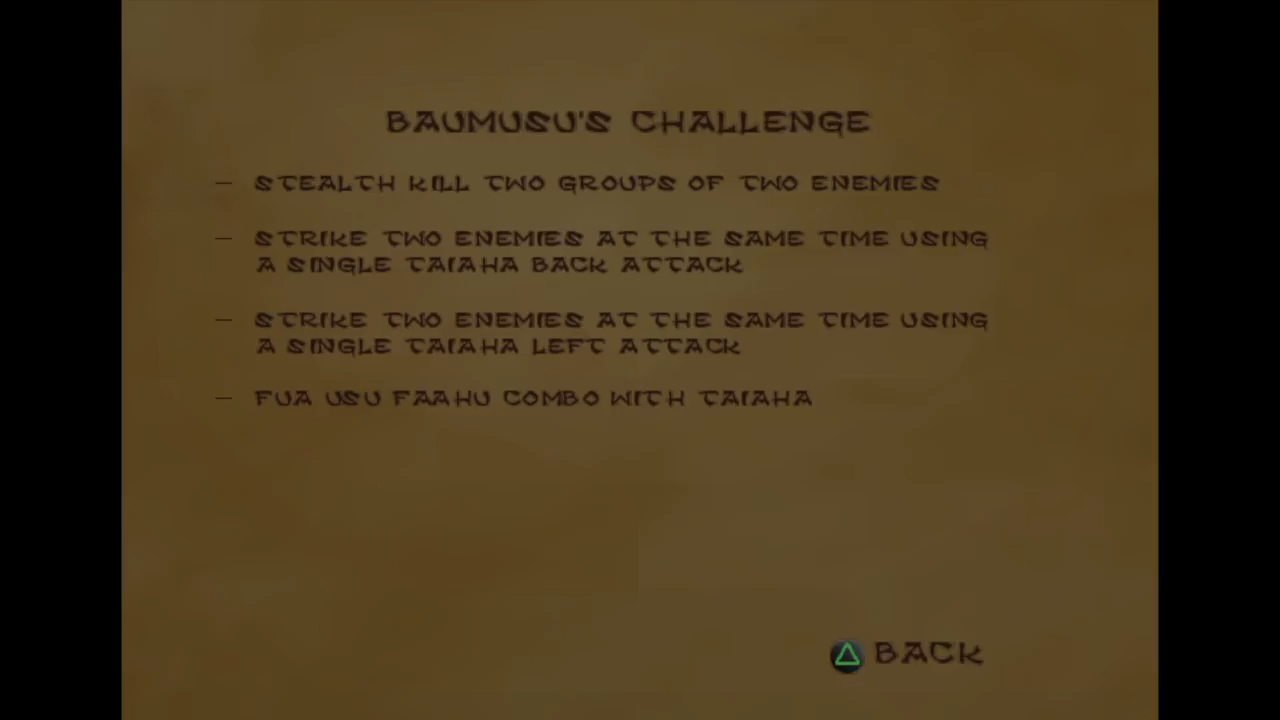 BAUMUSU'S CHALLENGE
– STEALTH KILL TWO GROUPS OF TWO ENEMIES
– STRIKE TWO ENEMIES AT THE SAME TIME USING
A SINGLE TAIAHA BACK ATTACK
– STRIKE TWO ENEMIES AT THE SAME TIME USING
A SINGLE TAIAHA LEFT ATTACK
– FUA USU FAAHU COMBO WITH TAIAHA
BACK